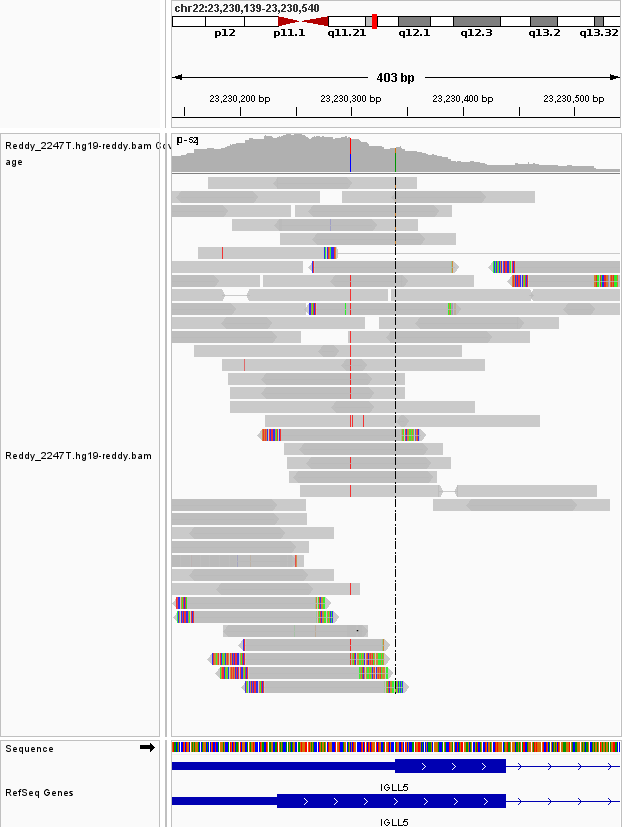 chr22:23,230,139-23,230,540
p12 p11.1 q11.21 q12.1 q12.3 q13.2 q13.32
403 bp
23,230,200 bp 23,230,300 bp 23,230,400 bp 23,230,500 bp
[0-52]
Reddy_2247T.hg19-reddy.bam Cov
age
Reddy_2247T.hg19-reddy.bam
Sequence
IGLL5
RefSeq Genes
IGLL5